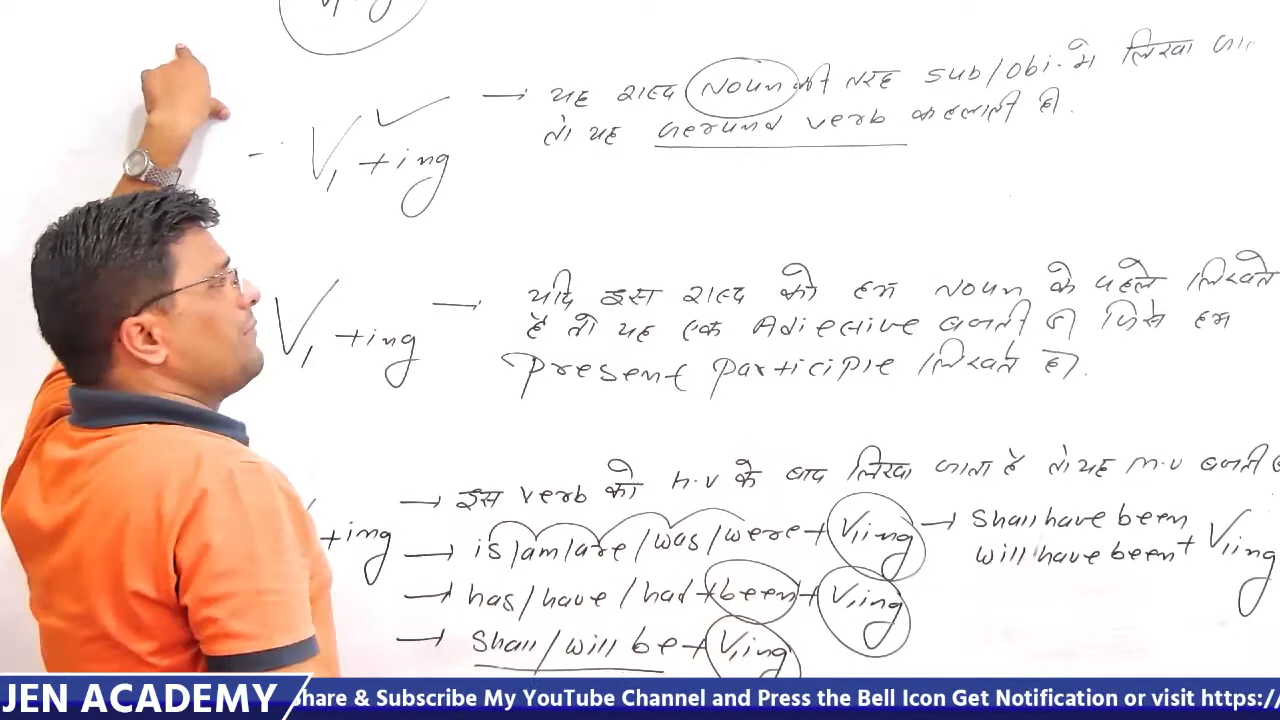 → यह शब्द Noun की तरह sub/obj. में लिखा जा
तो यह Gerund verb कहलाती है.
V₁ +ing
→ यदि इस शब्द को हम Noun के पहले लिखते
है तो यह एक Adjective बनती है जिसे हम
V₁ +ing
Present Participle लिखते है.
→ इस verb को h.v के बाद लिखा जाता है तो यह m.v बनती
+ing
→ is/am/are/was/were + V₁ing → Shall have been
will have been + V₁ing
→ has/have/had + been + V₁ing
→ Shall/will be + V₁ing
JEN ACADEMY Share & Subscribe My YouTube Channel and Press the Bell Icon Get Notification or visit https:/